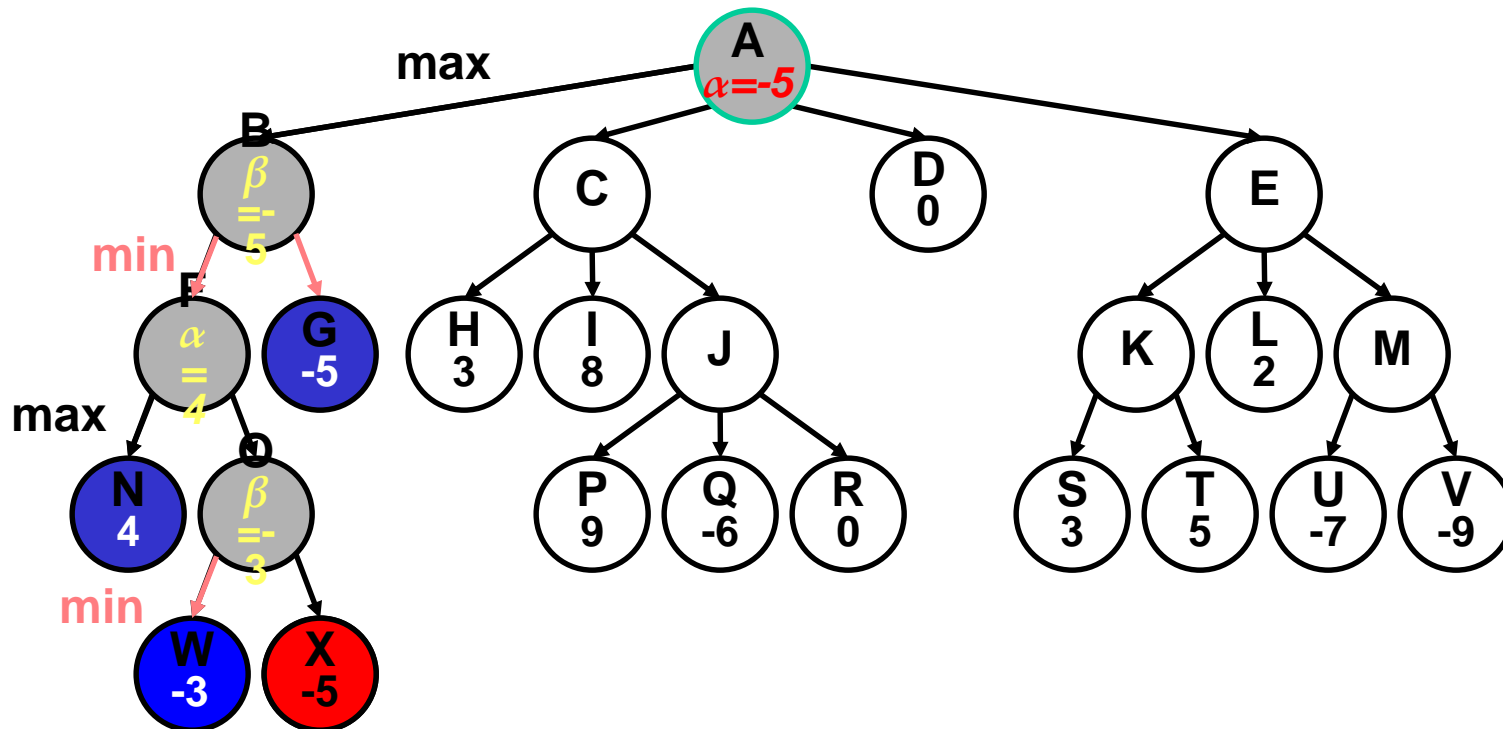 A
max
α=-5
B
β
=-
5
C
D
0
E
min
F
α
=
4
G
-5
H
3
I
8
J
K
L
2
M
max
N
4
O
β
=-
3
P
9
Q
-6
R
0
S
3
T
5
U
-7
V
-9
min
W
-3
X
-5